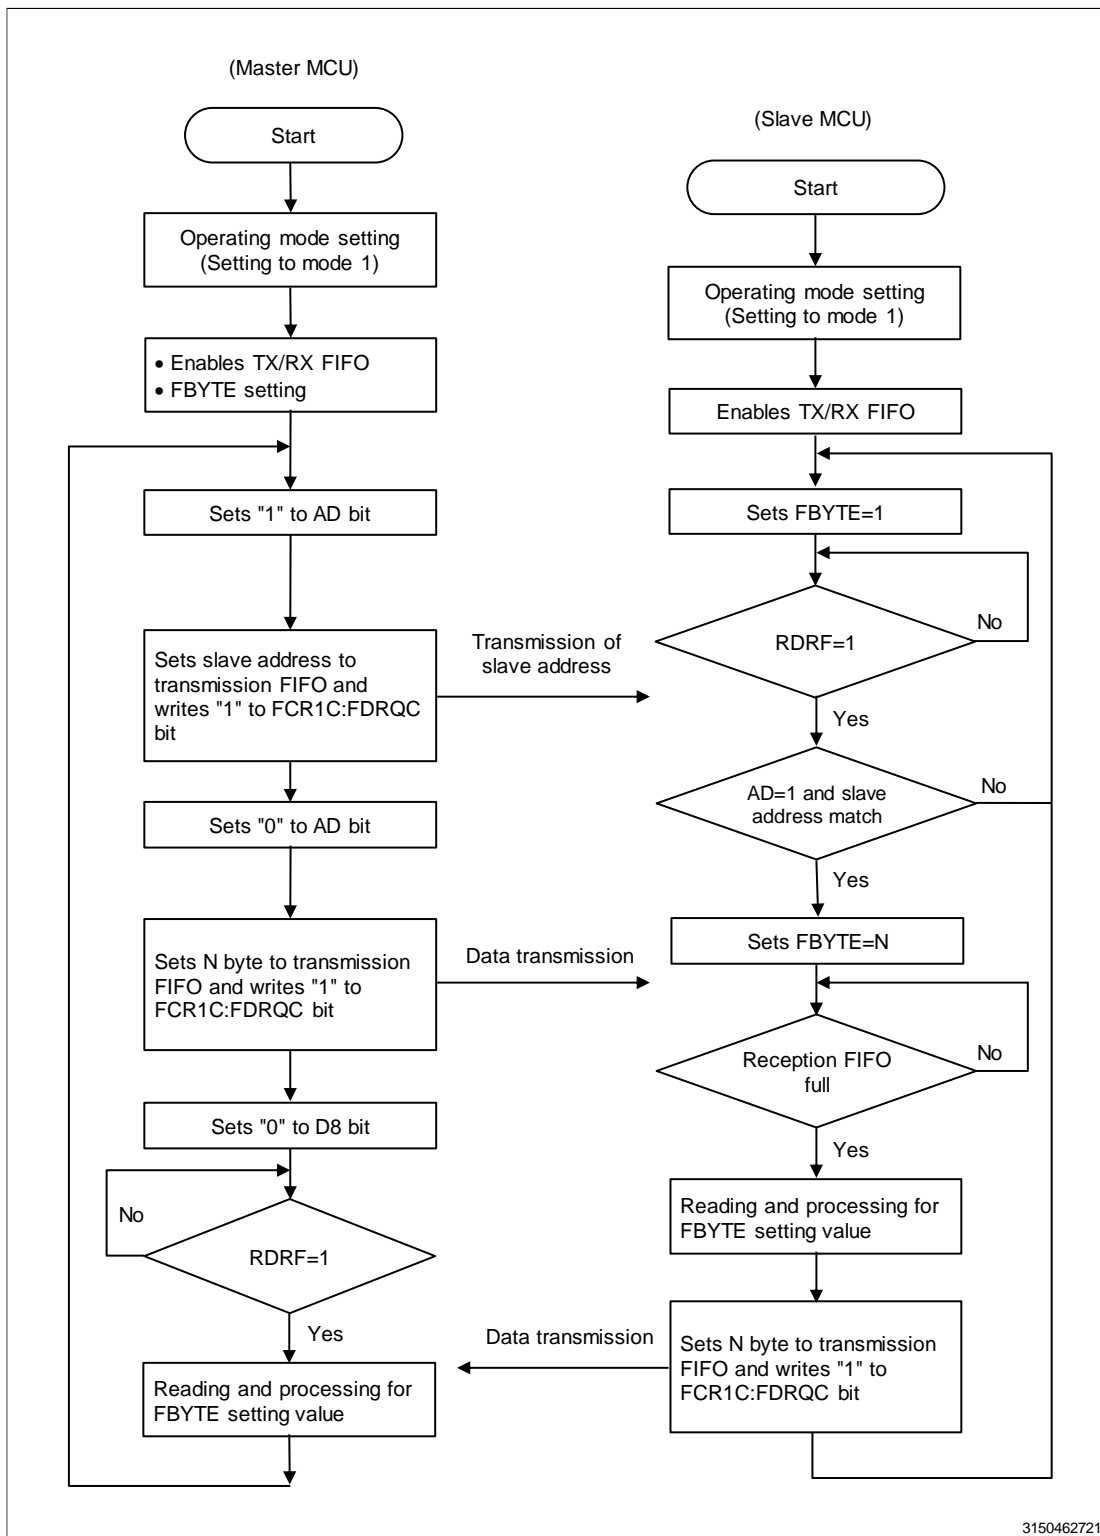 (Master MCU)
Start
Operating mode setting
(Setting to mode 1)
• Enables TX/RX FIFO
• FBYTE setting
Sets "1" to AD bit
Sets slave address to
transmission FIFO and
writes "1" to FCR1C:FDRQC
bit
Transmission of
slave address
Sets "0" to AD bit
Sets N byte to transmission
FIFO and writes "1" to
FCR1C:FDRQC bit
Data transmission
Sets "0" to D8 bit
No
RDRF=1
Yes
Reading and processing for
FBYTE setting value
(Slave MCU)
Start
Operating mode setting
(Setting to mode 1)
Enables TX/RX FIFO
Sets FBYTE=1
RDRF=1
No
Yes
AD=1 and slave
address match
No
Yes
Sets FBYTE=N
Reception FIFO
full
No
Yes
Reading and processing for
FBYTE setting value
Data transmission
Sets N byte to transmission
FIFO and writes "1" to
FCR1C:FDRQC bit
3150462721